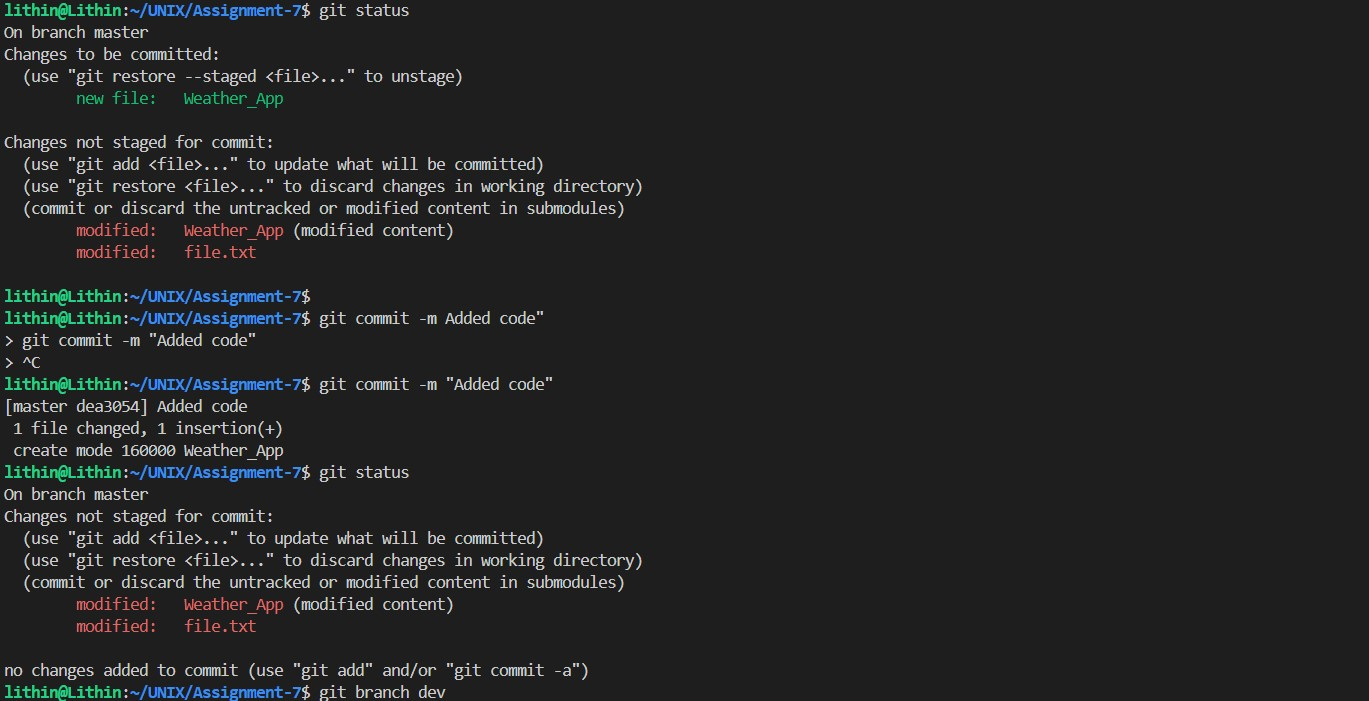 lithin@Lithin:~/UNIX/Assignment-7$ git status
On branch master
Changes to be committed:
  (use "git restore --staged <file>..." to unstage)
        new file:   Weather_App

Changes not staged for commit:
  (use "git add <file>..." to update what will be committed)
  (use "git restore <file>..." to discard changes in working directory)
  (commit or discard the untracked or modified content in submodules)
        modified:   Weather_App (modified content)
        modified:   file.txt

lithin@Lithin:~/UNIX/Assignment-7$
lithin@Lithin:~/UNIX/Assignment-7$ git commit -m Added code"
> git commit -m "Added code"
> ^C
lithin@Lithin:~/UNIX/Assignment-7$ git commit -m "Added code"
[master dea3054] Added code
 1 file changed, 1 insertion(+)
 create mode 160000 Weather_App
lithin@Lithin:~/UNIX/Assignment-7$ git status
On branch master
Changes not staged for commit:
  (use "git add <file>..." to update what will be committed)
  (use "git restore <file>..." to discard changes in working directory)
  (commit or discard the untracked or modified content in submodules)
        modified:   Weather_App (modified content)
        modified:   file.txt

no changes added to commit (use "git add" and/or "git commit -a")
lithin@Lithin:~/UNIX/Assignment-7$ git branch dev